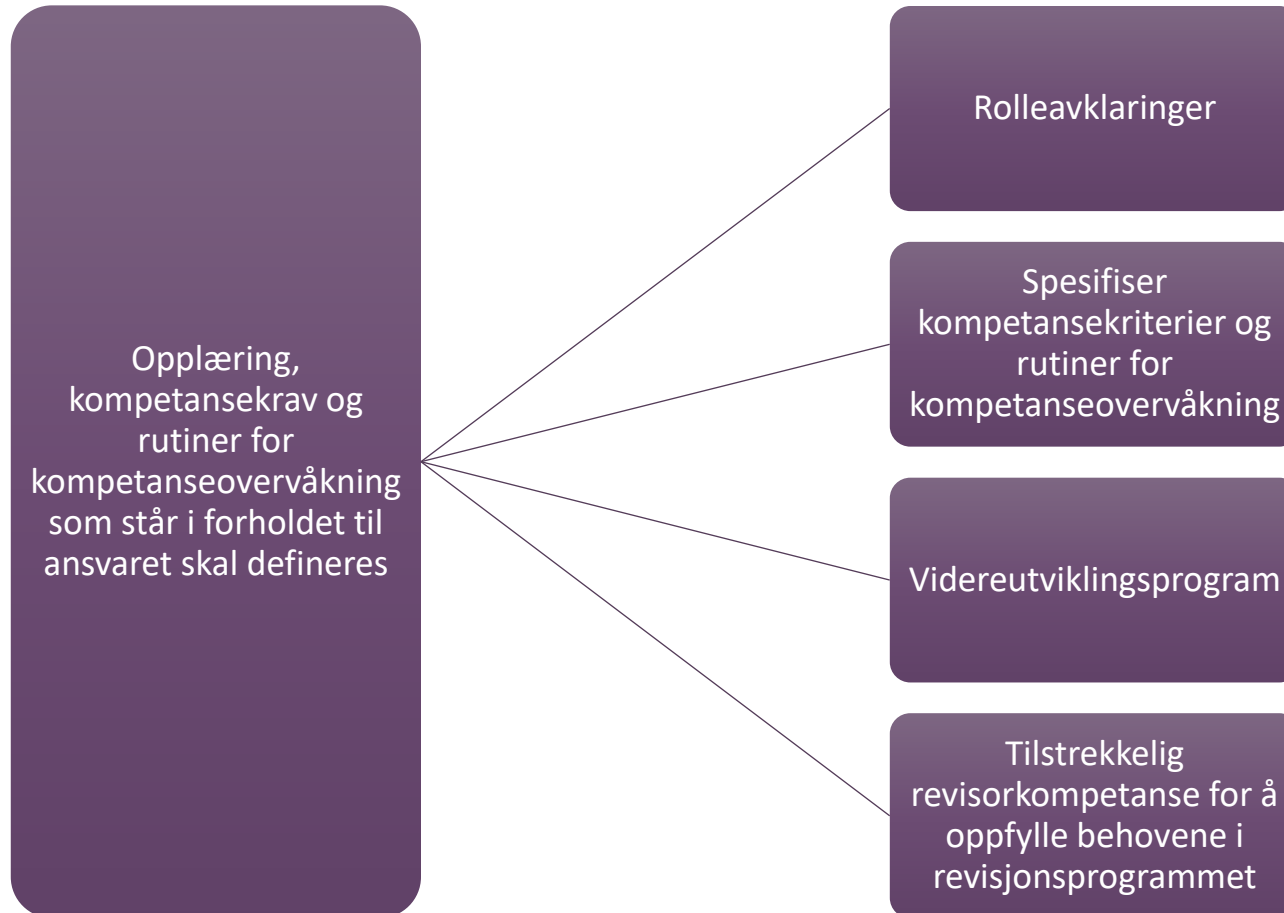 Opplæring,
kompetansekrav og
rutiner for
kompetanseovervåkning
som står i forholdet til
ansvaret skal defineres
Rolleavklaringer
Spesifiser
kompetansekriterier og
rutiner for
kompetanseovervåkning
Videreutviklingsprogram
Tilstrekkelig
revisorkompetanse for å
oppfylle behovene i
revisjonsprogrammet